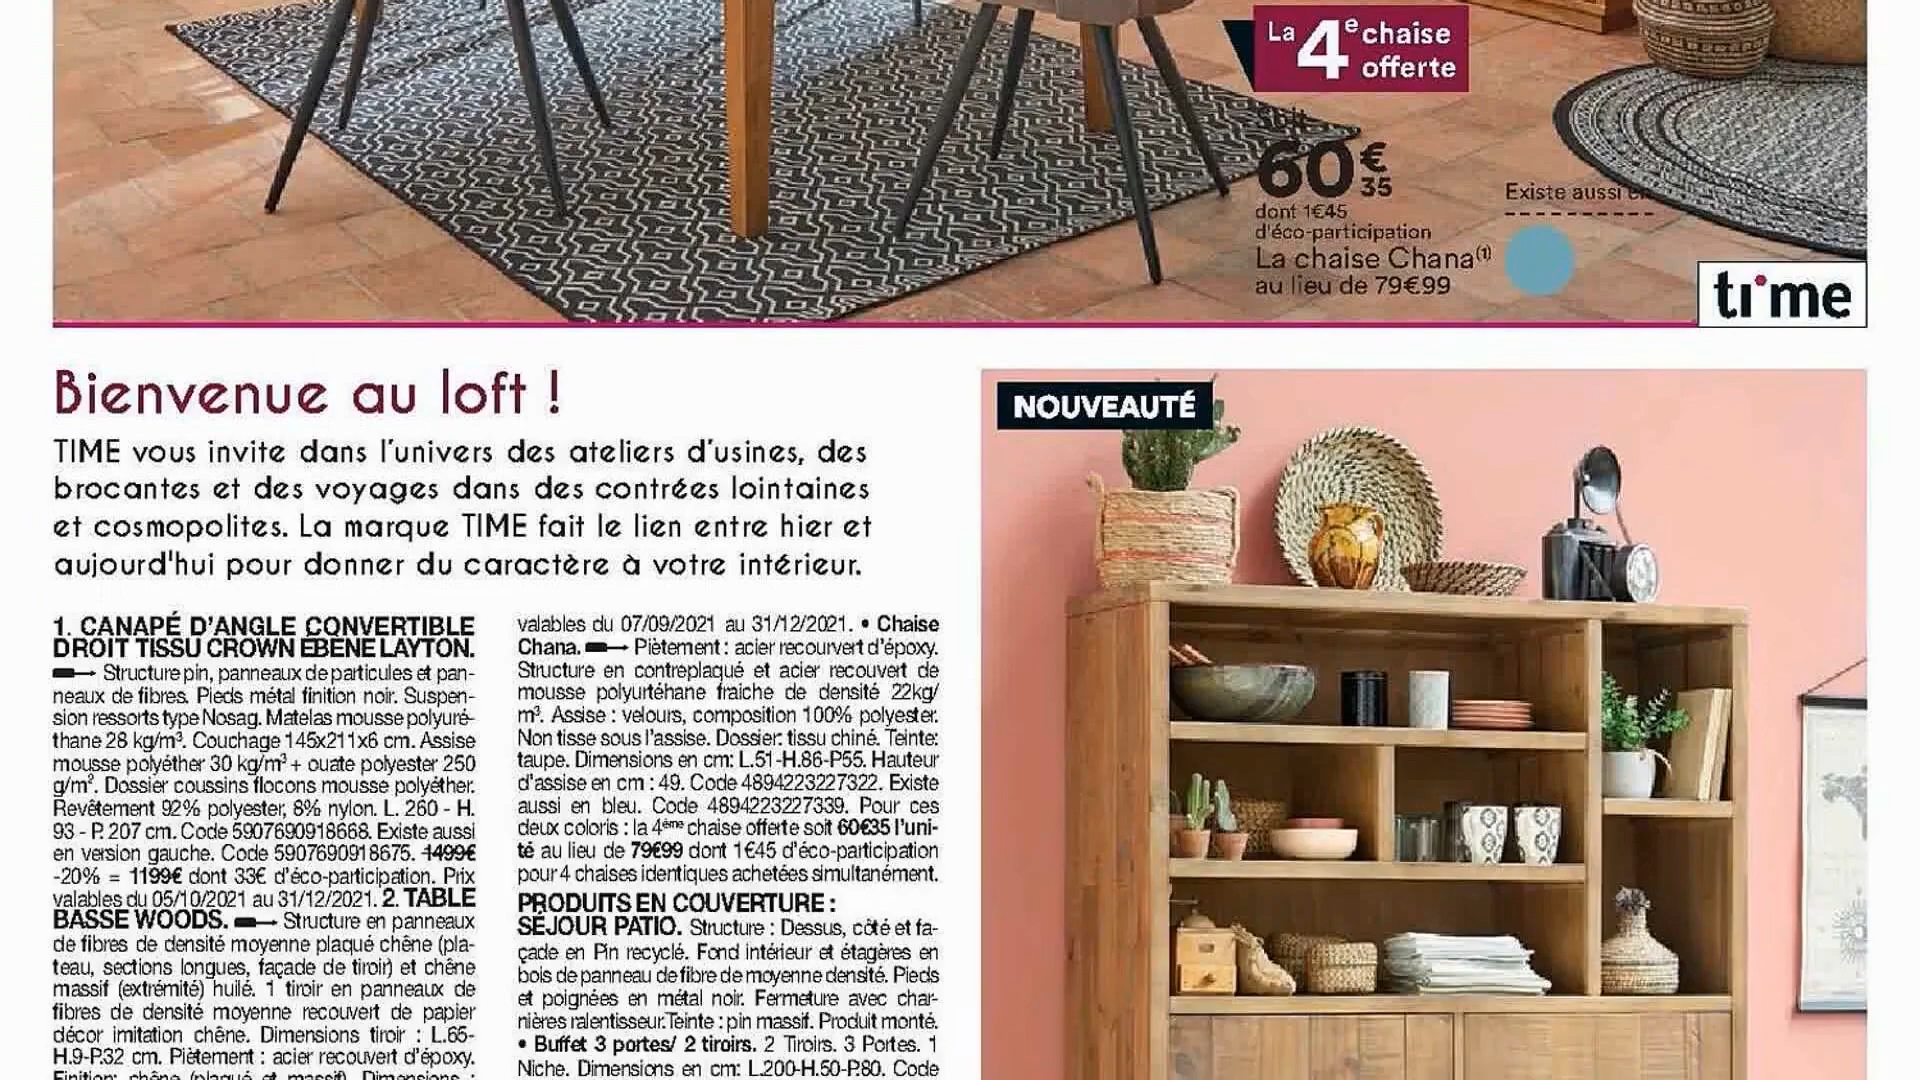 La 4e chaise
offerte
soit
60€35
dont 1€45
d'éco-participation
La chaise Chana(1)
au lieu de 79€99
Existe aussi en
time
Bienvenue au loft !
TIME vous invite dans l'univers des ateliers d'usines, des
brocantes et des voyages dans des contrées lointaines
et cosmopolites. La marque TIME fait le lien entre hier et
aujourd'hui pour donner du caractère à votre intérieur.
1. CANAPÉ D'ANGLE CONVERTIBLE
DROIT TISSU CROWN EBENE LAYTON.
Structure pin, panneaux de particules et pan-
neaux de fibres. Pieds métal finition noir. Suspen-
sion ressorts type Nosag. Matelas mousse polyuré-
thane 28 kg/m³. Couchage 145x211x6 cm. Assise
mousse polyéther 30 kg/m³ + ouate polyester 250
g/m². Dossier coussins flocons mousse polyéther.
Revêtement 92% polyester, 8% nylon. L. 260 - H.
93 - P. 207 cm. Code 5907690918668. Existe aussi
en version gauche. Code 5907690918675. 1499€
-20% = 1199€ dont 33€ d'éco-participation. Prix
valables du 05/10/2021 au 31/12/2021. 2. TABLE
BASSE WOODS. Structure en panneaux
de fibres de densité moyenne plaqué chêne (pla-
teau, sections longues, façade de tiroir) et chêne
massif (extrémité) huilé. 1 tiroir en panneaux de
fibres de densité moyenne recouvert de papier
décor imitation chêne. Dimensions tiroir : L.65-
H.9-P.32 cm. Piètement : acier recouvert d'époxy.
Finition: chêne (plaqué et massif). Dimensions :
valables du 07/09/2021 au 31/12/2021. • Chaise
Chana. Piètement : acier recourvert d'époxy.
Structure en contreplaqué et acier recouvert de
mousse polyurtéhane fraiche de densité 22kg/
m³. Assise : velours, composition 100% polyester.
Non tisse sous l'assise. Dossier: tissu chiné. Teinte:
taupe. Dimensions en cm: L.51-H.86-P55. Hauteur
d'assise en cm : 49. Code 4894223227322. Existe
aussi en bleu. Code 4894223227339. Pour ces
deux coloris : la 4ème chaise offerte soit 60€35 l'uni-
té au lieu de 79€99 dont 1€45 d'éco-participation
pour 4 chaises identiques achetées simultanément.
PRODUITS EN COUVERTURE :
SÉJOUR PATIO. Structure : Dessus, côté et fa-
çade en Pin recyclé. Fond intérieur et étagères en
bois de panneau de fibre de moyenne densité. Pieds
et poignées en métal noir. Fermeture avec char-
nières ralentisseur.Teinte : pin massif. Produit monté.
• Buffet 3 portes/ 2 tiroirs. 2 Tiroirs. 3 Portes. 1
Niche. Dimensions en cm: L.200-H.50-P.80. Code
NOUVEAUTÉ